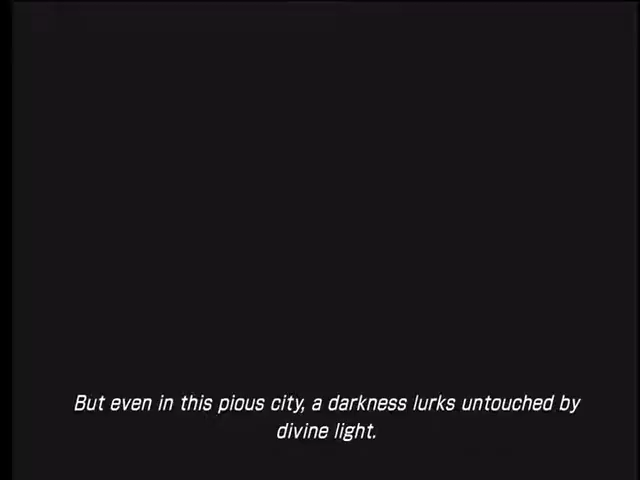 But even in this pious city, a darkness lurks untouched by
divine light.